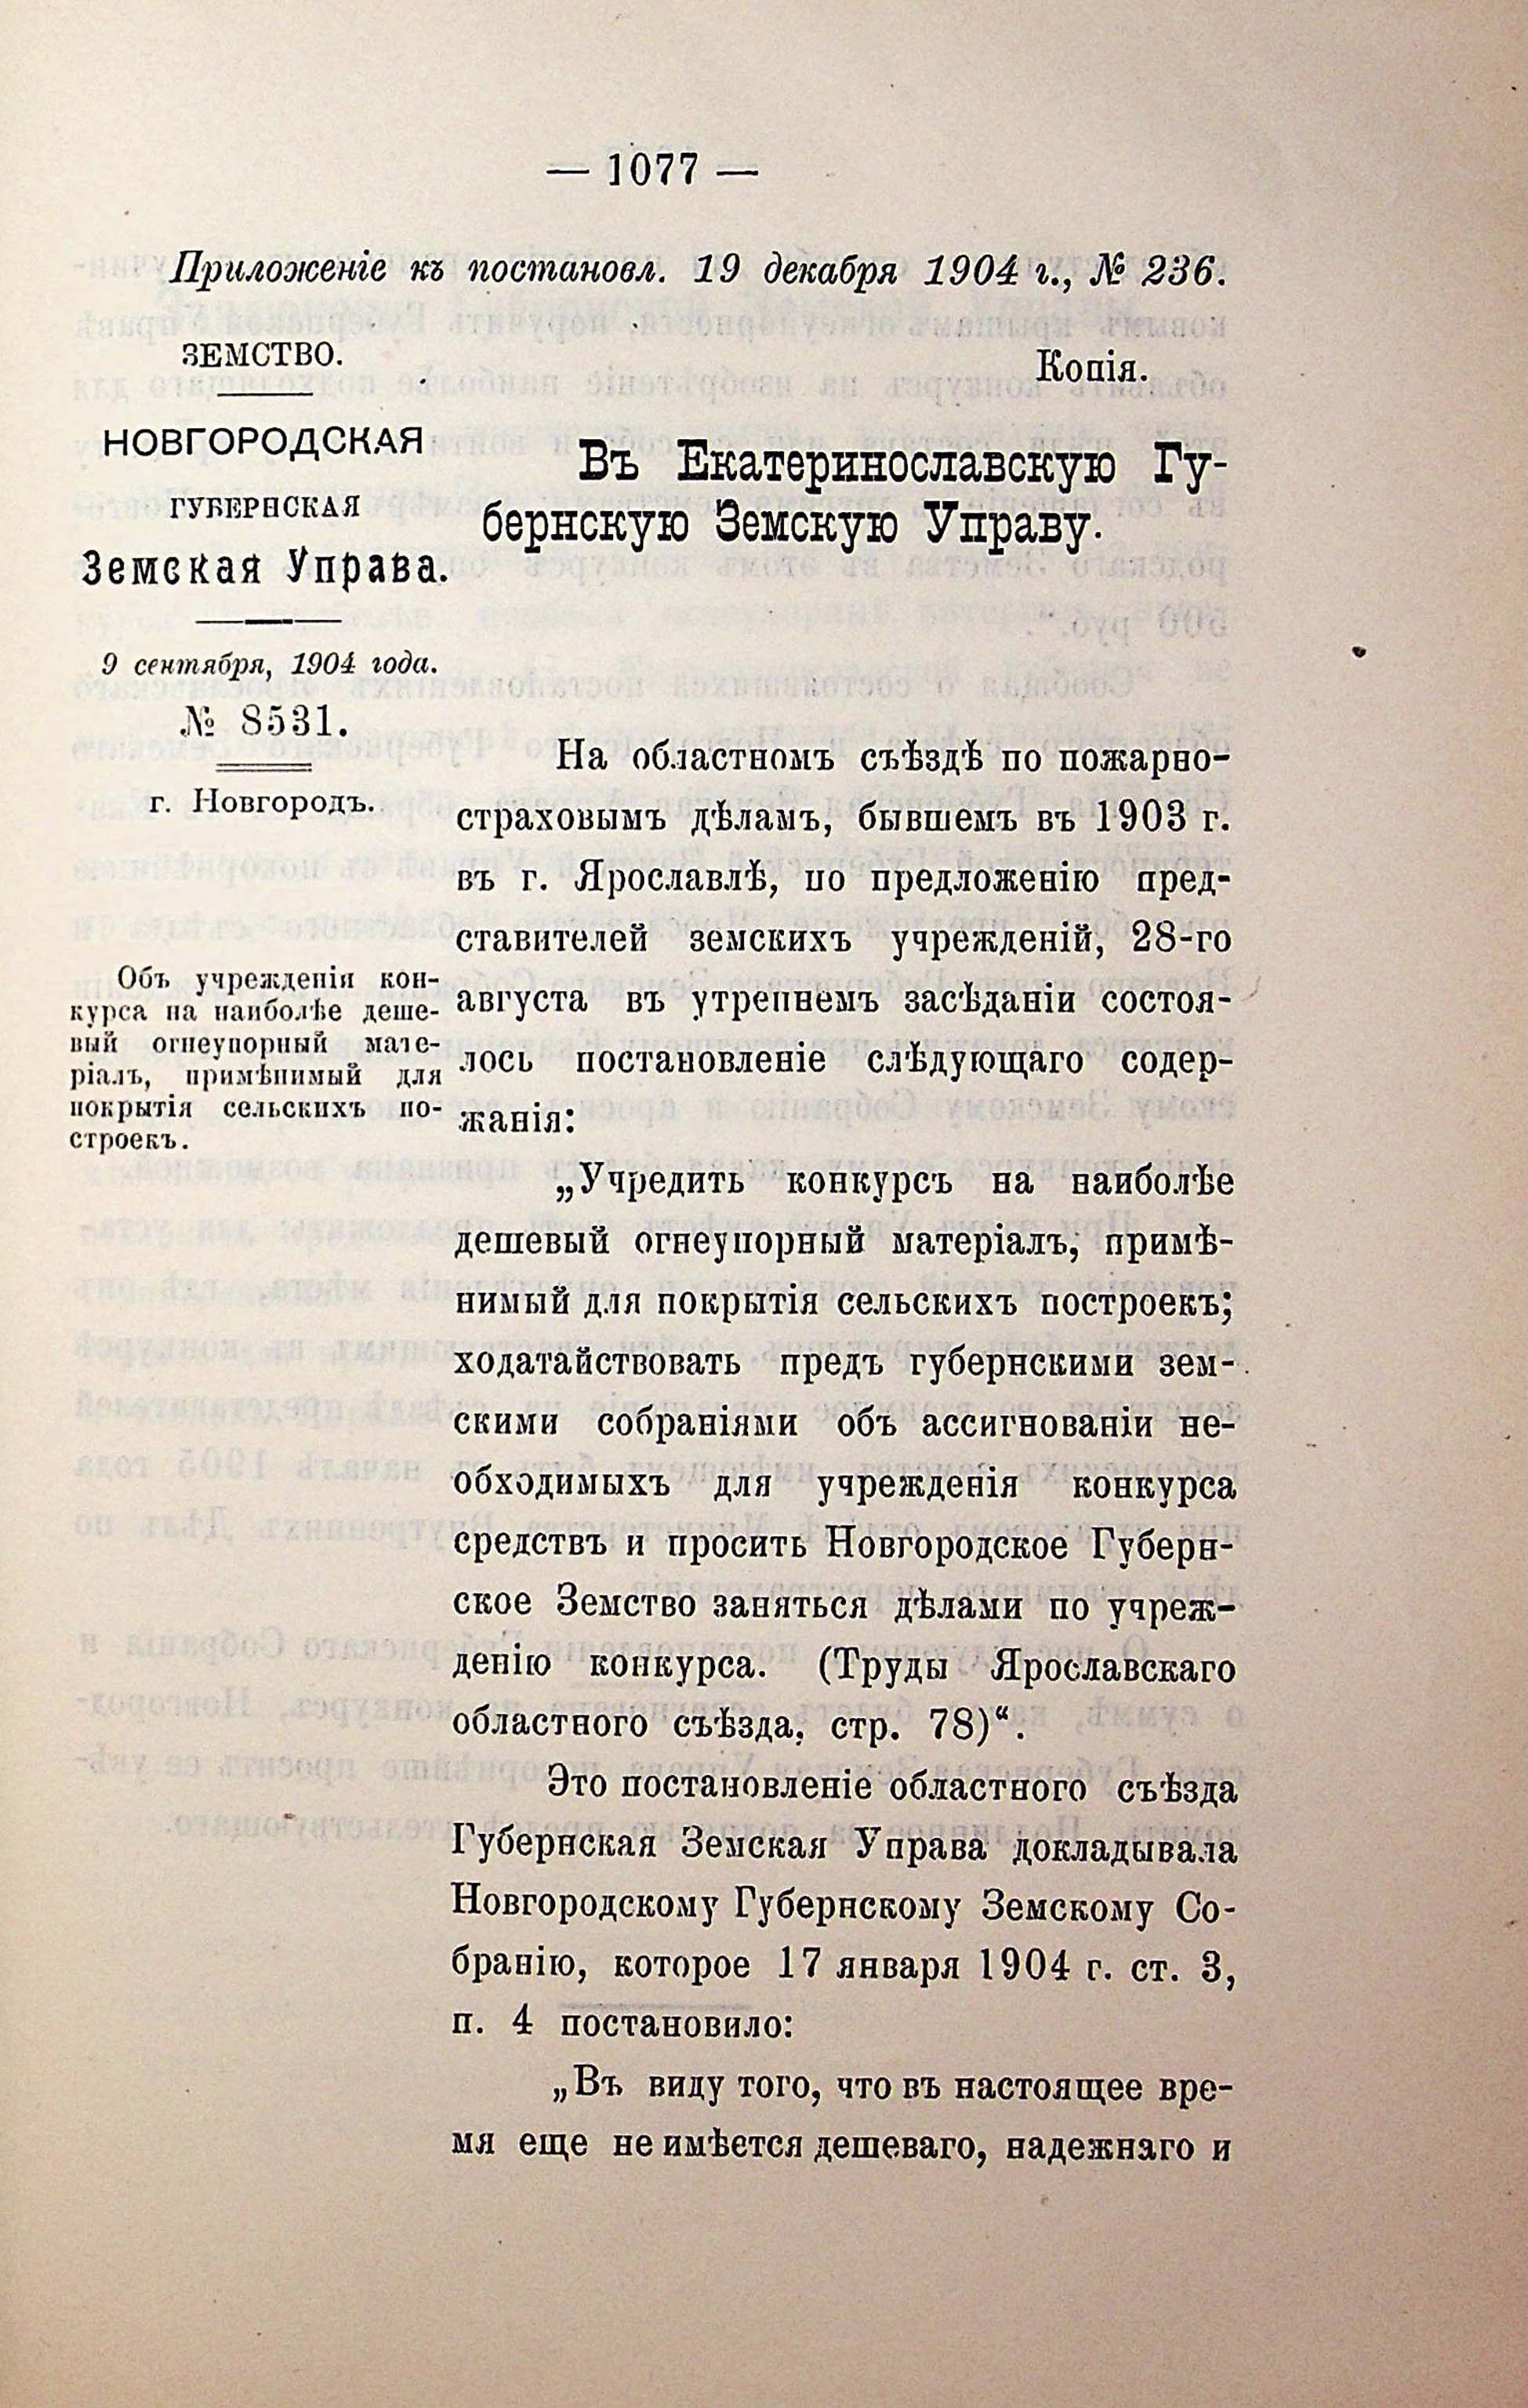 — 1077 —
Приложеніе къ постановл. 19 декабря 1904 г., № 236.
ЗЕМСТВО.
Копія.
НОВГОРОДСКАЯ
ГУБЕРНСКАЯ
Земская Управа.
9 сентября, 1904 года.
№ 8531.
г. Новгородъ.
Объ учрежденіи кон-
курса на наиболѣе деше-
вый огнеупорный мате-
ріалъ, примѣнимый для
покрытія сельскихъ по-
строекъ.
Въ Екатеринославскую Гу-
бернскую Земскую Управу.
На областномъ съѣздѣ по пожарно-
страховымъ дѣламъ, бывшемъ въ 1903 г.
въ г. Ярославлѣ, по предложенію пред-
ставителей земскихъ учрежденій, 28-го
августа въ утреннемъ засѣданіи состоя-
лось постановленіе слѣдующаго содер-
жанія:
„Учредить конкурсъ на наиболѣе
дешевый огнеупорный матеріалъ, примѣ-
нимый для покрытія сельскихъ построекъ;
ходатайствовать предъ губернскими зем-
скими собраніями объ ассигнованіи не-
обходимыхъ для учрежденія конкурса
средствъ и просить Новгородское Губерн-
ское Земство заняться дѣлами по учреж-
денію конкурса. (Труды Ярославскаго
областного съѣзда, стр. 78)“.
Это постановленіе областного съѣзда
Губернская Земская Управа докладывала
Новгородскому Губернскому Земскому Со-
бранію, которое 17 января 1904 г. ст. 3,
п. 4 постановило:
„Въ виду того, что въ настоящее вре-
мя еще не имѣется дешеваго, надежнаго и